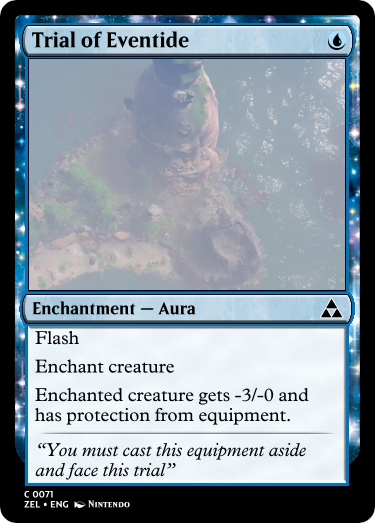 Trial of Eventide
Enchantment — Aura
Flash
Enchant creature
Enchanted creature gets -3/-0 and
has protection from equipment.
“You must cast this equipment aside
and face this trial”
C 0071
ZEL • ENG Nintendo